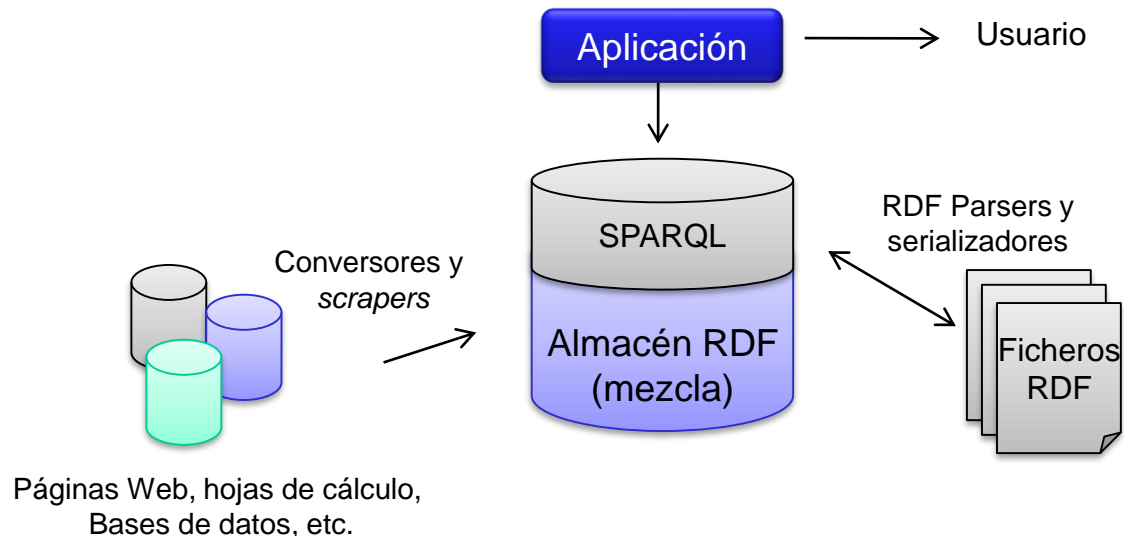 Aplicación
Usuario
SPARQL
RDF Parsers y
serializadores
Conversores y
scrapers
Almacén RDF
(mezcla)
Ficheros
RDF
Páginas Web, hojas de cálculo,
Bases de datos, etc.